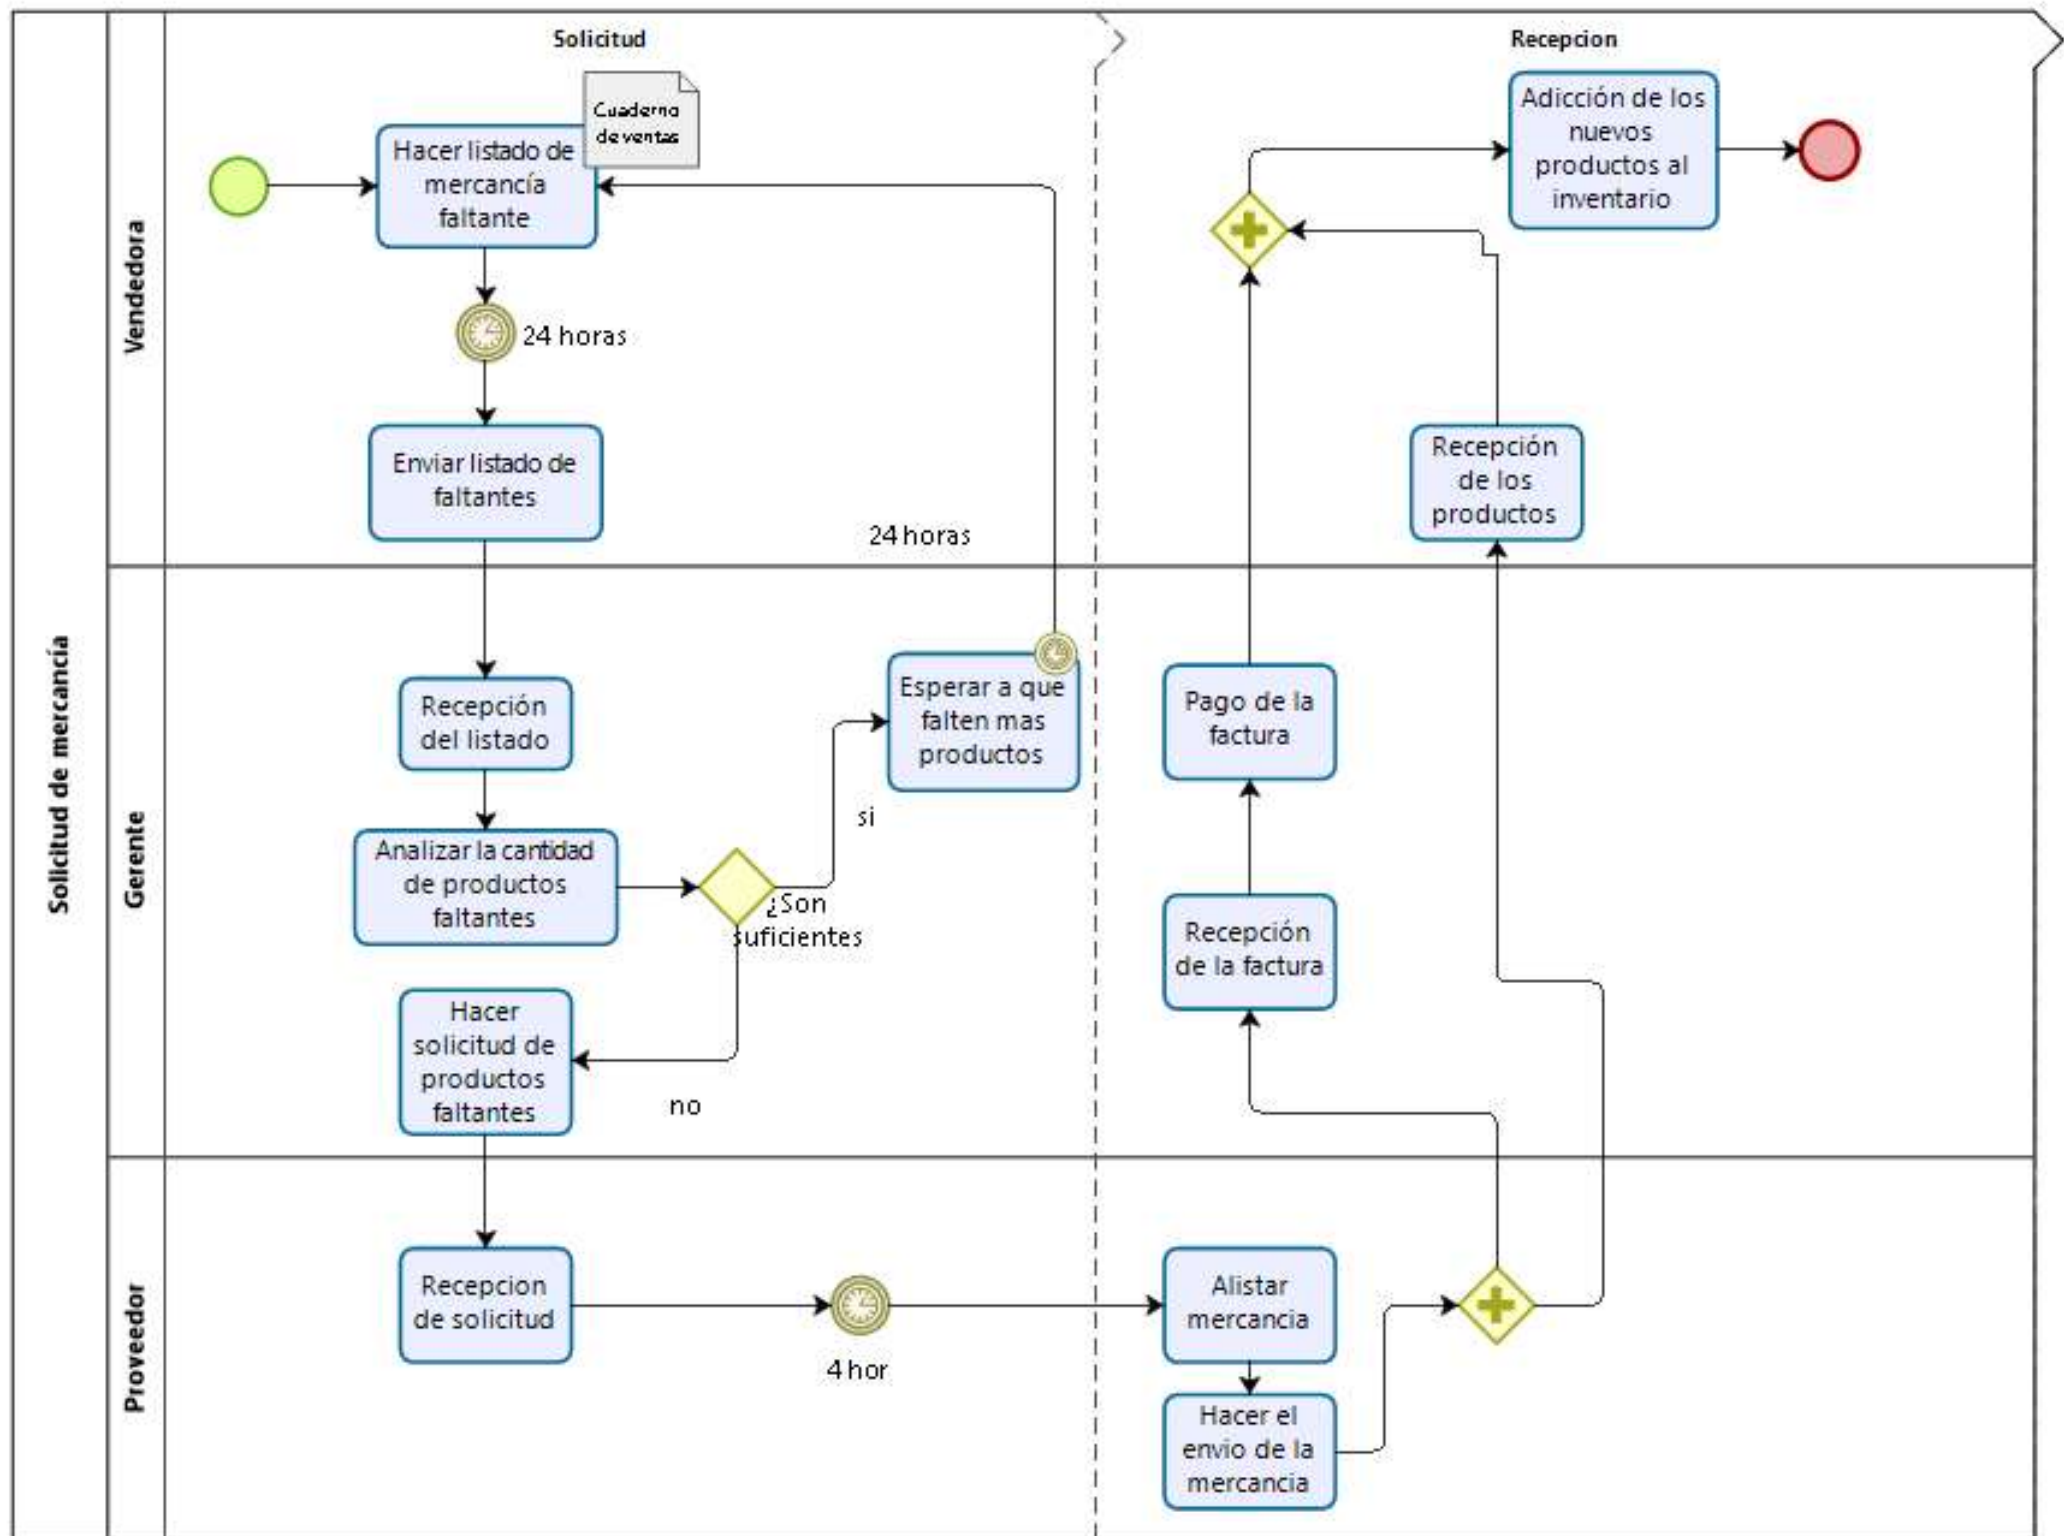 Solicitud
Recepcion
Solicitud de mercancía
Vendedora
Cuaderno
de ventas
Hacer listado de
mercancía
faltante
24 horas
Enviar listado de
faltantes
24 horas
Adicción de los
nuevos
productos al
inventario
Recepción
de los
productos
Gerente
Recepción
del listado
Analizar la cantidad
de productos
faltantes
¿Son
suficientes
si
Esperar a que
falten mas
productos
no
Hacer
solicitud de
productos
faltantes
Pago de la
factura
Recepción
de la factura
Proveedor
Recepcion
de solicitud
4 hor
Alistar
mercancia
Hacer el
envio de la
mercancia